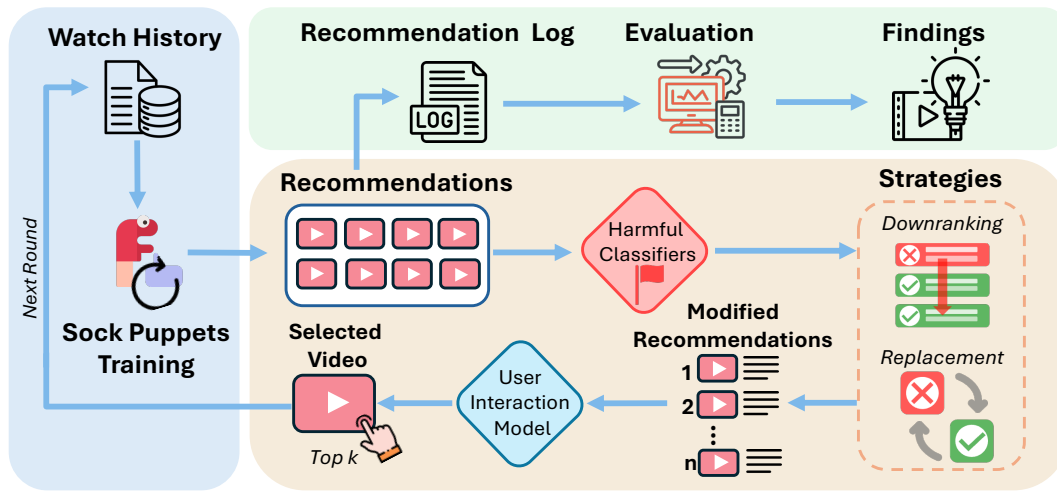 Watch History
Recommendation Log
Evaluation
Findings
LOG
Recommendations
Strategies
Downranking
Harmful
Classifiers
Next Round
Sock Puppets
Training
Selected
Video
Top k
User
Interaction
Model
Modified
Recommendations
1
2
n
Replacement